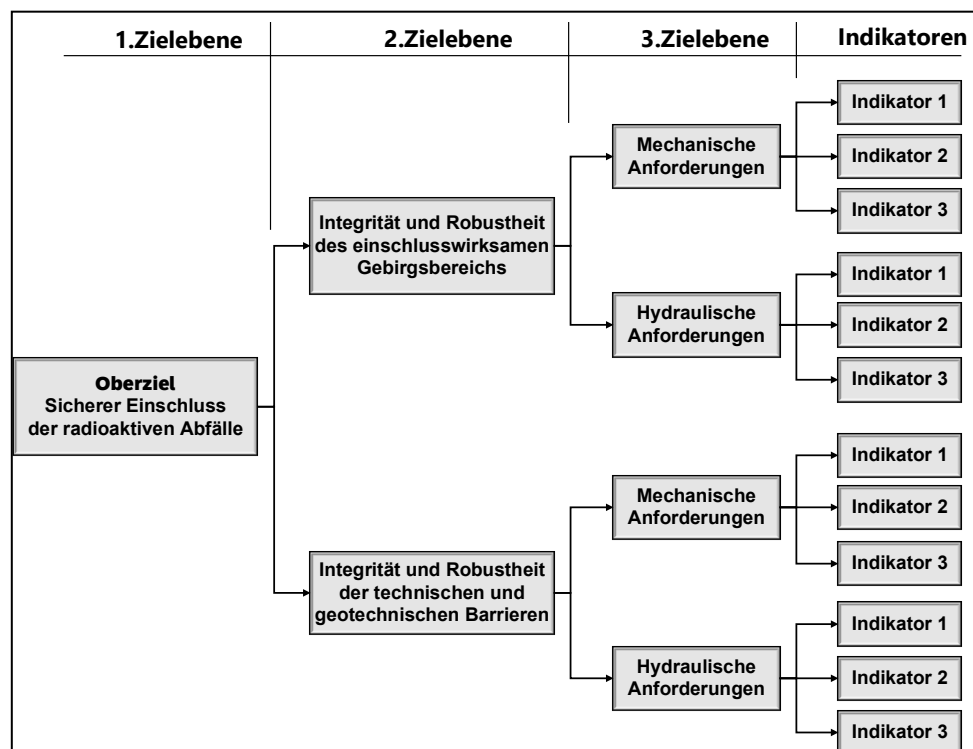 1.Zielebene
2.Zielebene
3.Zielebene
Indikatoren
Oberziel
Sicherer Einschluss
der radioaktiven Abfälle
Integrität und Robustheit
des einschlusswirksamen
Gebirgsbereichs
Mechanische
Anforderungen
Indikator 1
Indikator 2
Indikator 3
Hydraulische
Anforderungen
Indikator 1
Indikator 2
Indikator 3
Integrität und Robustheit
der technischen und
geotechnischen Barrieren
Mechanische
Anforderungen
Indikator 1
Indikator 2
Indikator 3
Hydraulische
Anforderungen
Indikator 1
Indikator 2
Indikator 3